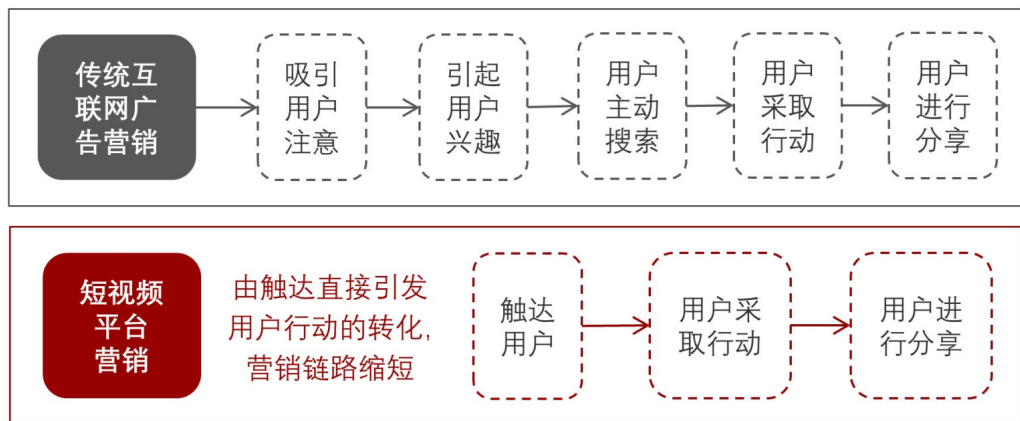 传统互
联网广
告营销
吸引
用户
注意
引起
用户
兴趣
用户
主动
搜索
用户
采取
行动
用户
进行
分享
短视频
平台
营销
由触达直接引发
用户行动的转化,
营销链路缩短
触达
用户
用户采
取行动
用户进
行分享